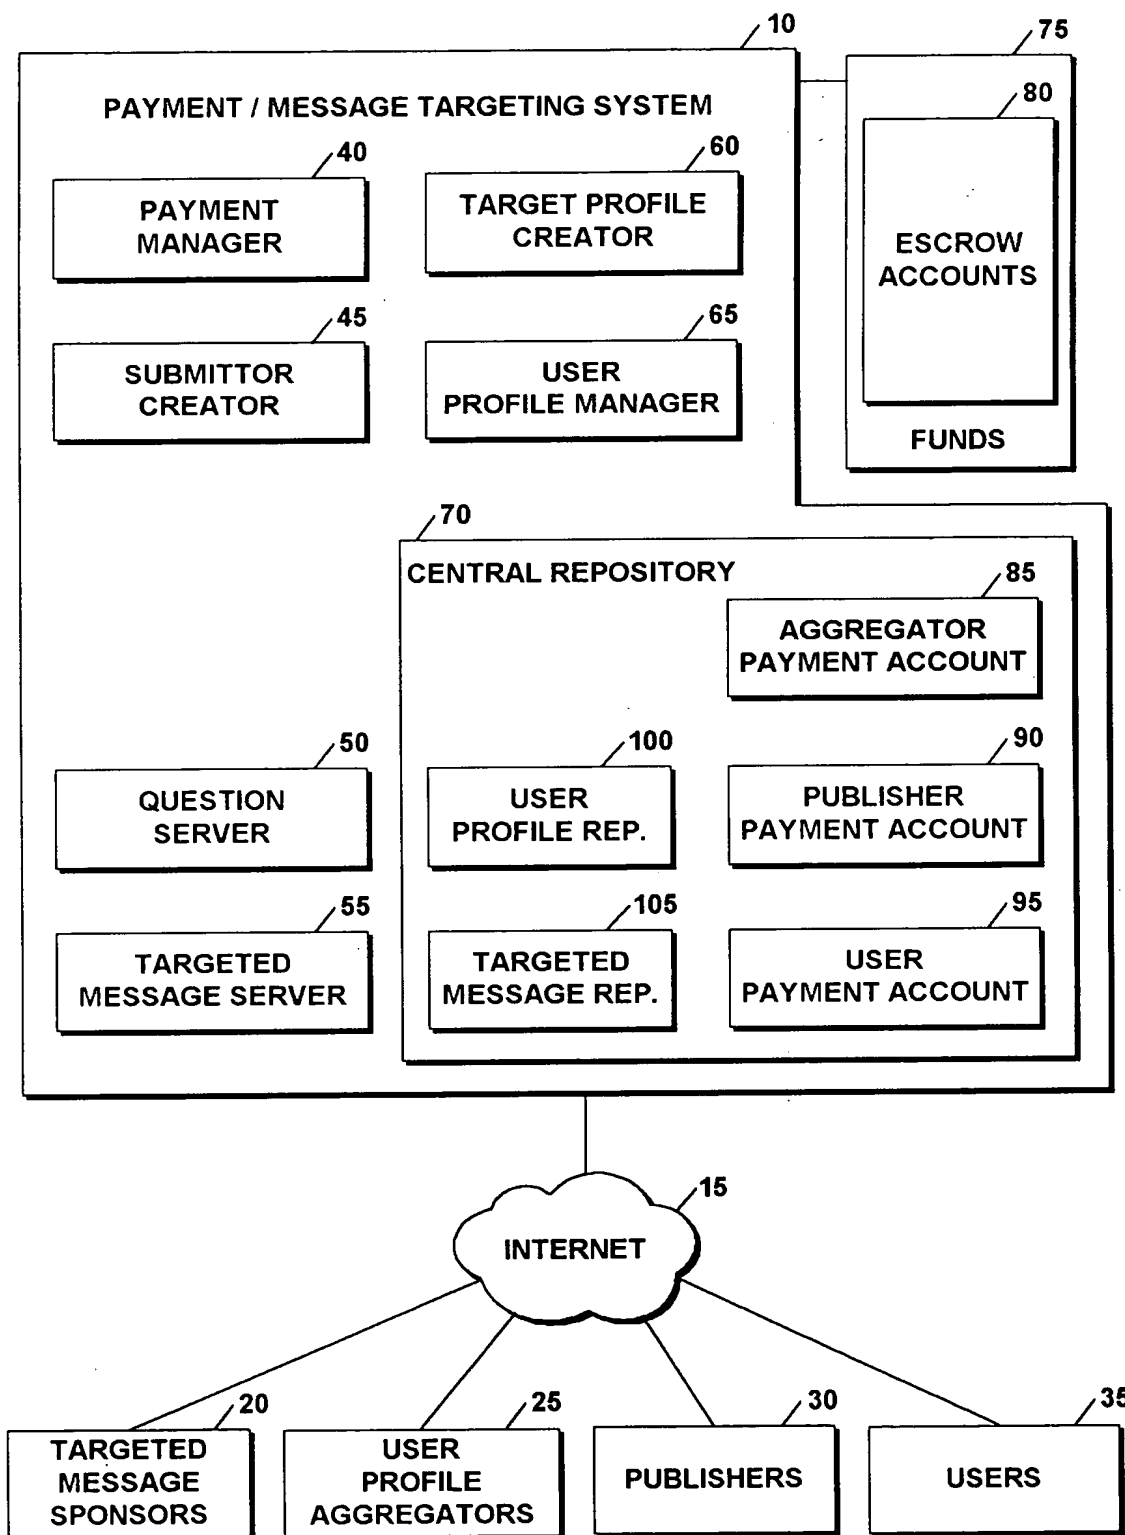 10
75
PAYMENT / MESSAGE TARGETING SYSTEM
80
40
60
PAYMENT
MANAGER
TARGET PROFILE
CREATOR
ESCROW
ACCOUNTS
45
65
SUBMITTOR
CREATOR
USER
PROFILE MANAGER
FUNDS
70
CENTRAL REPOSITORY
85
AGGREGATOR
PAYMENT ACCOUNT
50
100
90
QUESTION
SERVER
USER
PROFILE REP.
PUBLISHER
PAYMENT ACCOUNT
55
105
95
TARGETED
MESSAGE SERVER
TARGETED
MESSAGE REP.
USER
PAYMENT ACCOUNT
15
INTERNET
20
25
30
35
TARGETED
MESSAGE
SPONSORS
USER
PROFILE
AGGREGATORS
PUBLISHERS
USERS